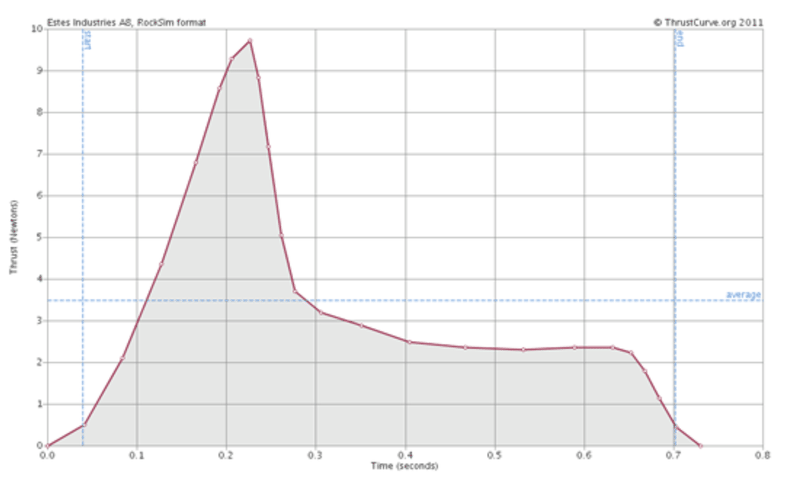 Estes Industries A8, RockSim format
© ThrustCurve.org 2011
10
start
end
9
8
7
6
5
4
average
3
2
1
0
0.0 0.1 0.2 0.3 0.4 0.5 0.6 0.7 0.8
Time (seconds)
Thrust (Newtons)